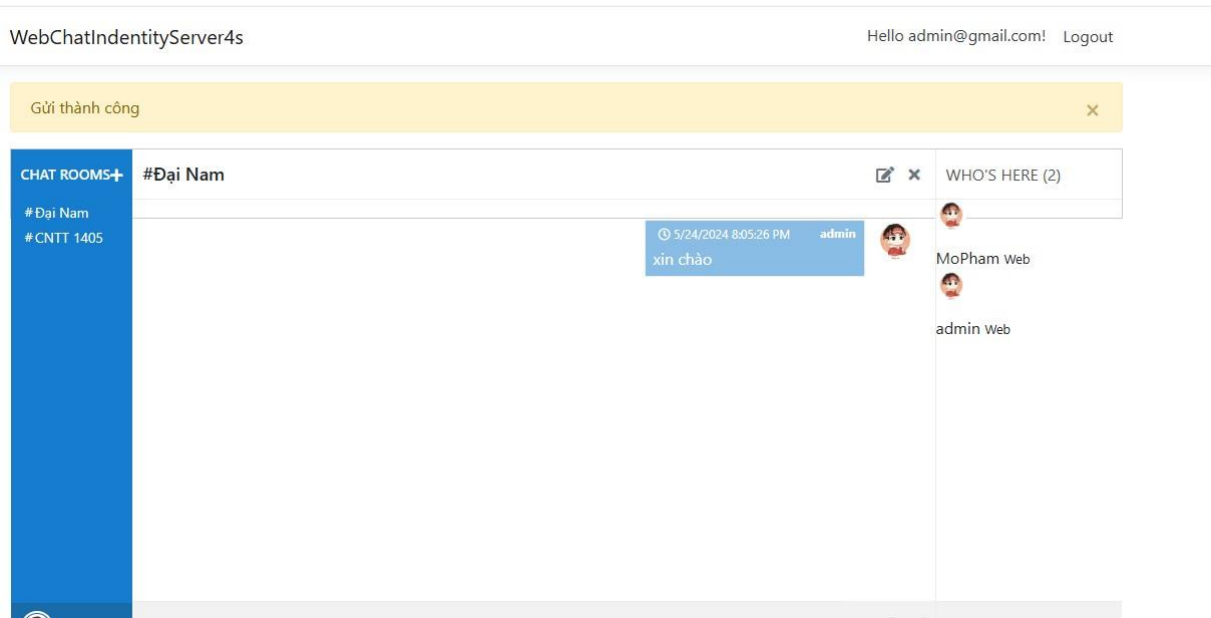 WebChatIndentityServer4s
Hello admin@gmail.com! Logout
Gửi thành công
×
CHAT ROOMS+
#Đại Nam
#CNTT 1405
#Đại Nam
5/24/2024 8:05:26 PM admin
xin chào
WHO'S HERE (2)
MoPham Web
admin Web